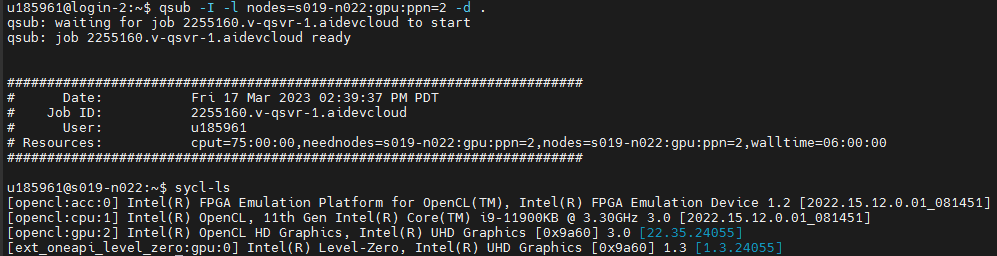 u185961@login-2:~$ qsub -I -l nodes=s019-n022:gpu:ppn=2 -d .
qsub: waiting for job 2255160.v-qsvr-1.aidevcloud to start
qsub: job 2255160.v-qsvr-1.aidevcloud ready
########################################################################
#      Date:           Fri 17 Mar 2023 02:39:37 PM PDT
#    Job ID:           2255160.v-qsvr-1.aidevcloud
#      User:           u185961
# Resources:           cput=75:00:00,neednodes=s019-n022:gpu:ppn=2,nodes=s019-n022:gpu:ppn=2,walltime=06:00:00
########################################################################
u185961@s019-n022:~$ sycl-ls
[opencl:acc:0] Intel(R) FPGA Emulation Platform for OpenCL(TM), Intel(R) FPGA Emulation Device 1.2 [2022.15.12.0.01_081451]
[opencl:cpu:1] Intel(R) OpenCL, 11th Gen Intel(R) Core(TM) i9-11900KB @ 3.30GHz 3.0 [2022.15.12.0.01_081451]
[opencl:gpu:2] Intel(R) OpenCL HD Graphics, Intel(R) UHD Graphics [0x9a60] 3.0 [22.35.24055]
[ext_oneapi_level_zero:gpu:0] Intel(R) Level-Zero, Intel(R) UHD Graphics [0x9a60] 1.3 [1.3.24055]